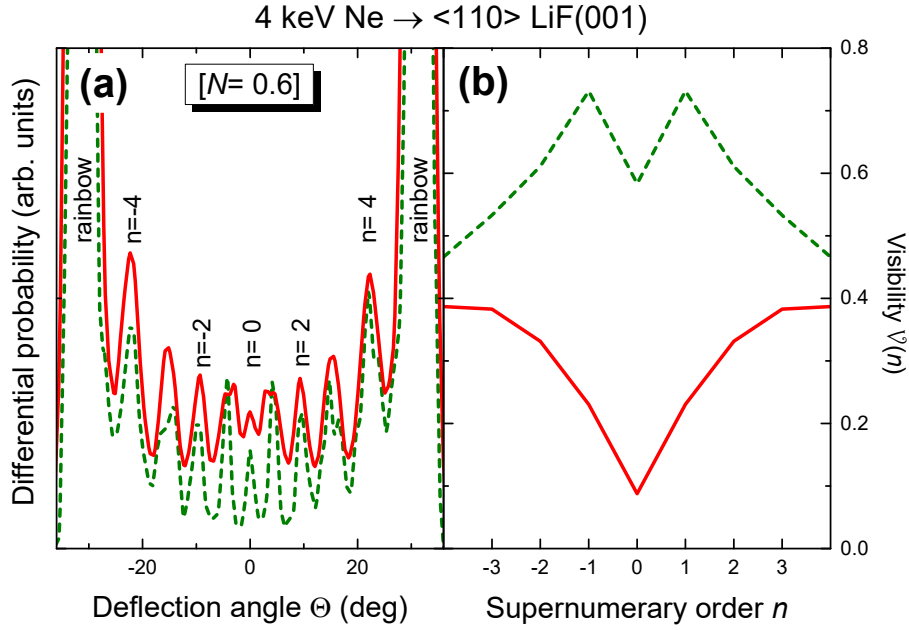 4 keV Ne → <110> LiF(001)
(a)
[N= 0.6]
(b)
Differential probability (arb. units)
rainbow
n=-4
n=-2
n= 0
n= 2
n= 4
rainbow
-20
0
20
Deflection angle Θ (deg)
0.8
0.6
0.4
0.2
0.0
Visibility 𝒱(n)
-3
-2
-1
0
1
2
3
4
Supernumerary order n